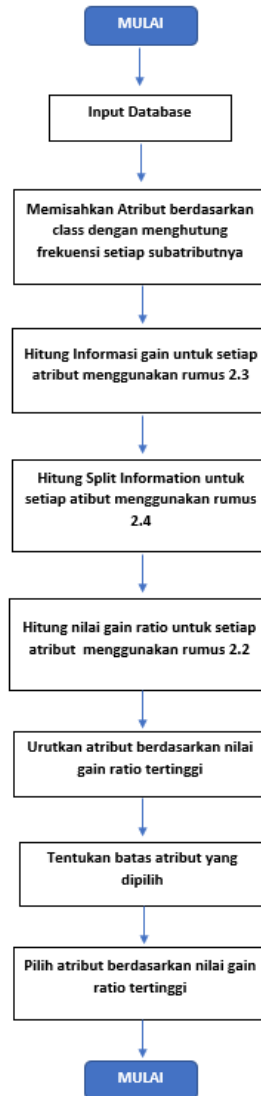 MULAI
Input Database
Memisahkan Atribut berdasarkan
class dengan menghutung
frekuensi setiap subatributnya
Hitung Informasi gain untuk setiap
atribut menggunakan rumus 2.3
Hitung Split Information untuk
setiap atibut menggunakan rumus
2.4
Hitung nilai gain ratio untuk setiap
atribut menggunakan rumus 2.2
Urutkan atribut berdasarkan nilai
gain ratio tertinggi
Tentukan batas atribut yang
dipilih
Pilih atribut berdasarkan nilai gain
ratio tertinggi
MULAI